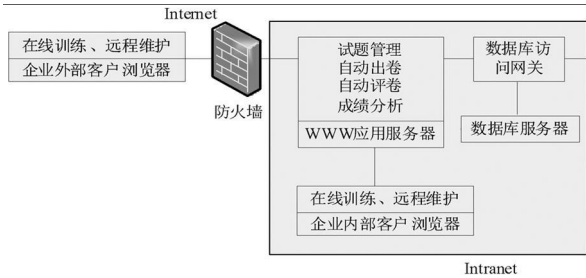 Internet
在线训练、远程维护
企业外部客户 浏览器
防火墙
试题管理
自动出卷
自动评卷
成绩分析
WWW应用服务器
数据库访
问网关
数据库服务器
在线训练、远程维护
企业内部客户 浏览器
Intranet